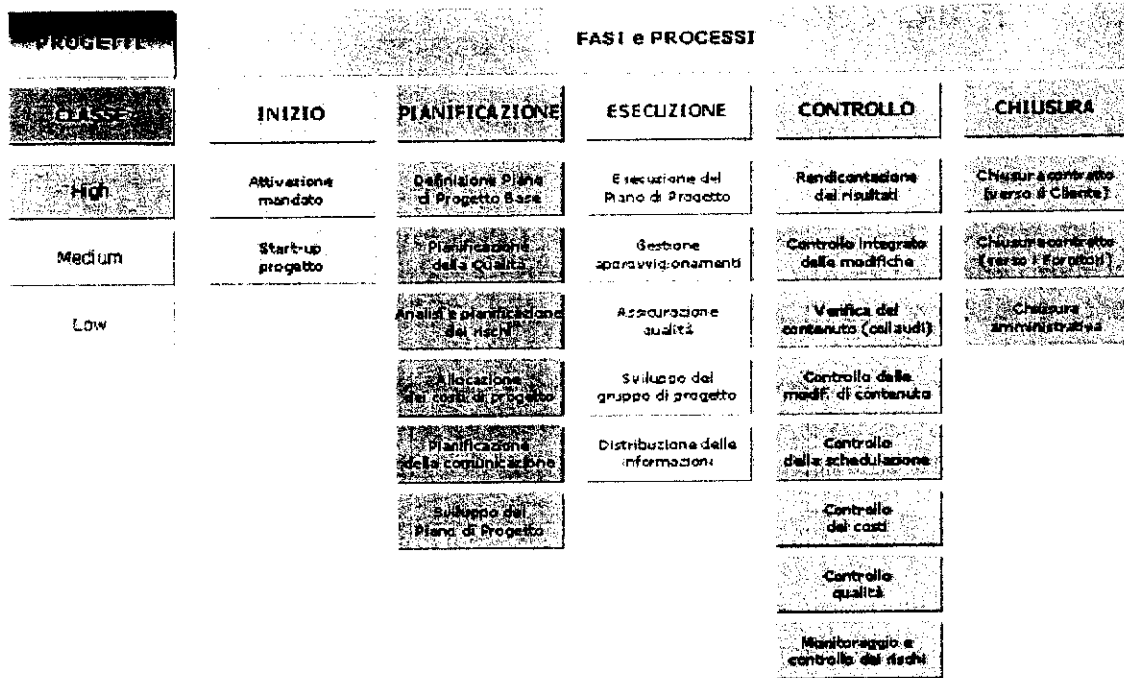 PROGETTI
FASI e PROCESSI
CLASSE
INIZIO
PIANIFICAZIONE
ESECUZIONE
CONTROLLO
CHIUSURA
High
Medium
Low
Attivazione
mandato
Start-up
progetto
Definizione Piano
di Progetto Base
Pianificazione
della Qualità
Analisi e pianificazione
dei rischi
Allocazione
dei costi di progetto
Pianificazione
della comunicazione
Sviluppo del
Piano di Progetto
Esecuzione del
Piano di Progetto
Gestione
approvvigionamenti
Assicurazione
qualità
Sviluppo del
gruppo di progetto
Distribuzione delle
informazioni
Rendicontazione
dei risultati
Controllo integrato
delle modifiche
Verifica del
contenuto (collaudi)
Controllo delle
modif. di contenuto
Controllo
della schedulazione
Controllo
dei costi
Controllo
qualità
Monitoraggio e
controllo dei rischi
Chiusura contratto
(verso il Cliente)
Chiusura contratto
(verso i Fornitori)
Chiusura
amministrativa